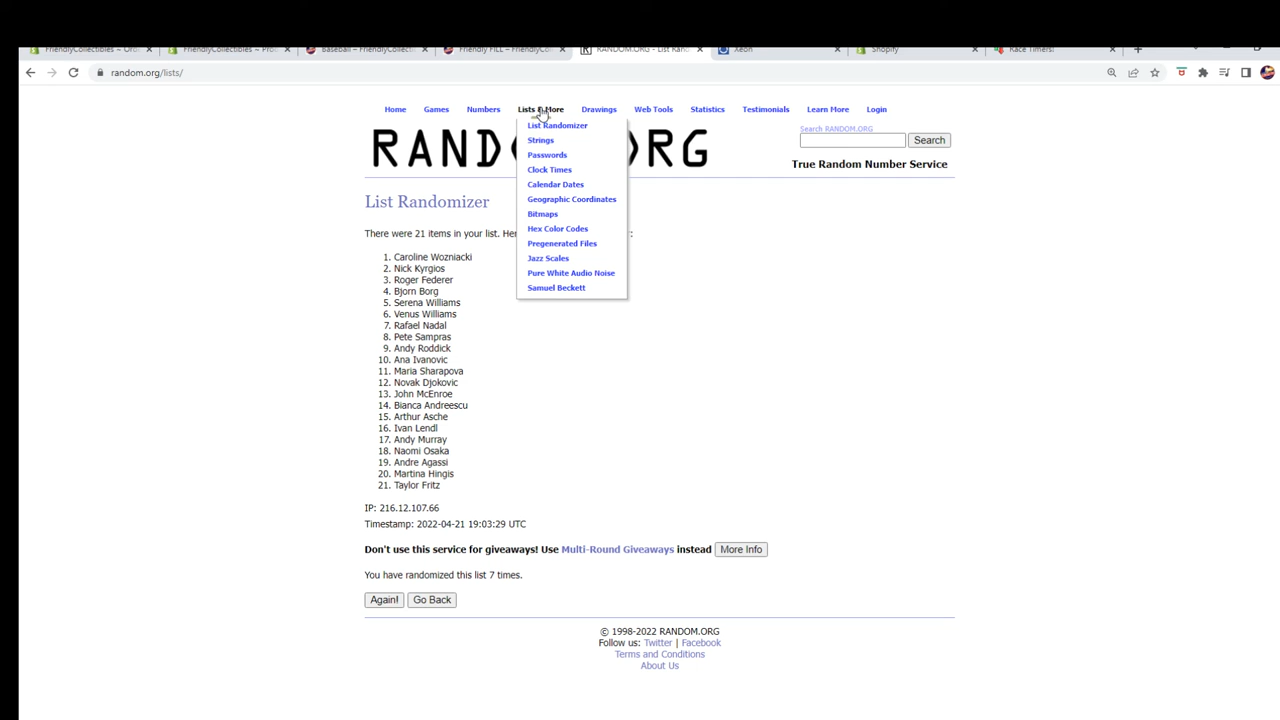 FriendlyCollectibles ~ Ord
FriendlyCollectibles ~ Prod
Baseball – FriendlyCollecti
Friendly FILL – FriendlyCo
RANDOM.ORG - List Rand
Xeon
Shopify
Race Timers!
random.org/lists/
Home Games Numbers Lists & More Drawings Web Tools Statistics Testimonials Learn More Login
Search RANDOM.ORG
Search
True Random Number Service
List Randomizer
Strings
Passwords
Clock Times
Calendar Dates
Geographic Coordinates
Bitmaps
Hex Color Codes
Pregenerated Files
Jazz Scales
Pure White Audio Noise
Samuel Beckett
RAND ORG
List Randomizer
There were 21 items in your list. :
1. Caroline Wozniacki
2. Nick Kyrgios
3. Roger Federer
4. Bjorn Borg
5. Serena Williams
6. Venus Williams
7. Rafael Nadal
8. Pete Sampras
9. Andy Roddick
10. Ana Ivanovic
11. Maria Sharapova
12. Novak Djokovic
13. John McEnroe
14. Bianca Andreescu
15. Arthur Asche
16. Ivan Lendl
17. Andy Murray
18. Naomi Osaka
19. Andre Agassi
20. Martina Hingis
21. Taylor Fritz
IP: 216.12.107.66
Timestamp: 2022-04-21 19:03:29 UTC
Don't use this service for giveaways! Use Multi-Round Giveaways instead More Info
You have randomized this list 7 times.
Again! Go Back
© 1998-2022 RANDOM.ORG
Follow us: Twitter | Facebook
Terms and Conditions
About Us